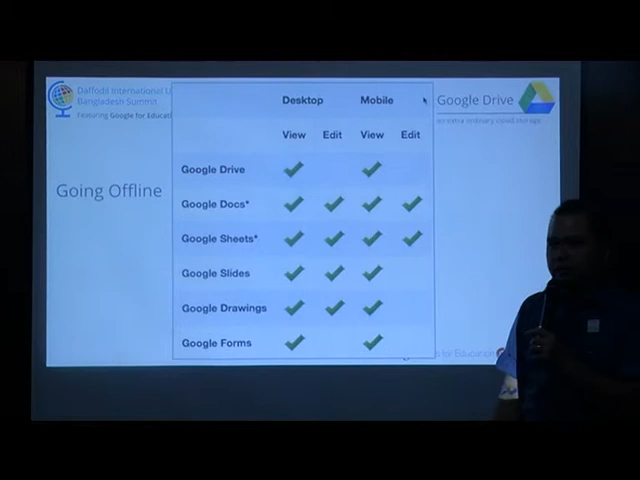 Daffodil International U
Bangladesh Summit
Featuring Google for Educati
Google Drive
Going Offline
Desktop Mobile
View Edit View Edit
Google Drive
Google Docs*
Google Sheets*
Google Slides
Google Drawings
Google Forms
for Education